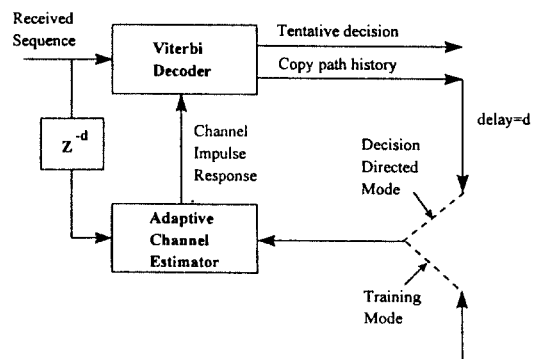 Received
Sequence
Viterbi
Decoder
Tentative decision
Copy path history
delay=d
Z^-d
Channel
Impulse
Response
Decision
Directed
Mode
Adaptive
Channel
Estimator
Training
Mode